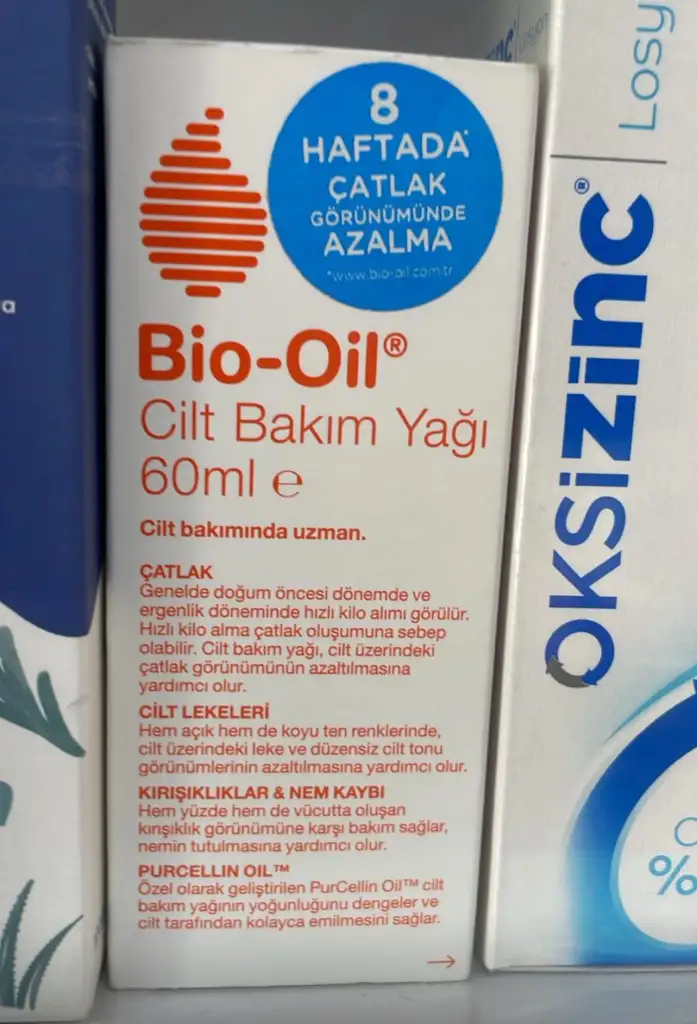 8
HAFTADA*
ÇATLAK
GÖRÜNÜMÜNDE
AZALMA
*www.bio-oil.com.tr
Bio-Oil®
Cilt Bakım Yağı
60ml e
Cilt bakımında uzman.
ÇATLAK
Genelde doğum öncesi dönemde ve
ergenlik döneminde hızlı kilo alımı görülür.
Hızlı kilo alma çatlak oluşumuna sebep
olabilir. Cilt bakım yağı, cilt üzerindeki
çatlak görünümünün azaltılmasına
yardımcı olur.
CİLT LEKELERİ
Hem açık hem de koyu ten renklerinde,
cilt üzerindeki leke ve düzensiz cilt tonu
görünümlerinin azaltılmasına yardımcı olur.
KIRIŞIKLIKLAR & NEM KAYBI
Hem yüzde hem de vücutta oluşan
kırışıklık görünümüne karşı bakım sağlar,
nemin tutulmasına yardımcı olur.
PURCELLIN OIL™
Özel olarak geliştirilen PurCellin Oil™ cilt
bakım yağının yoğunluğunu dengeler ve
cilt tarafından kolayca emilmesini sağlar.
OKSizinc®
Losy
%